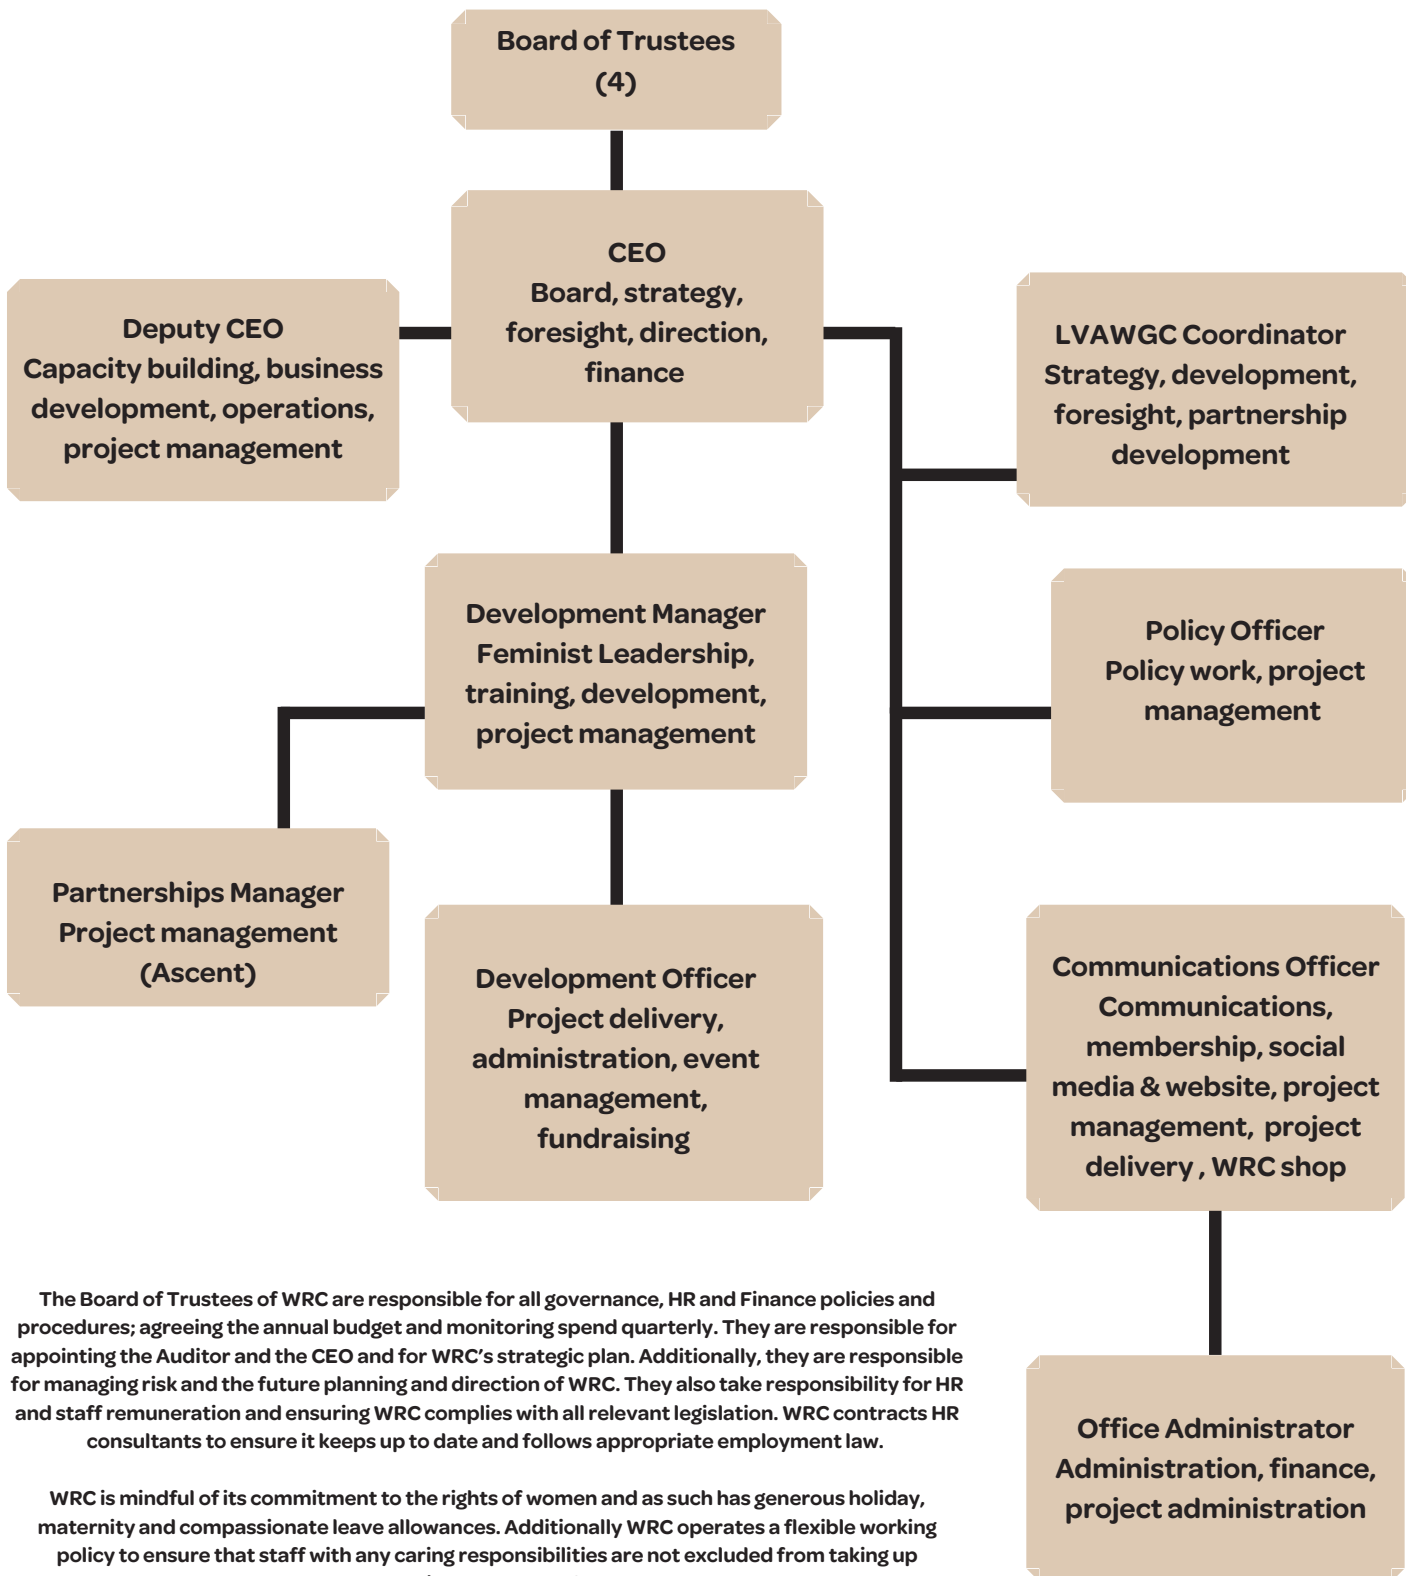 Board of Trustees
(4)
CEO
Board, strategy,
foresight, direction,
finance
Deputy CEO
Capacity building, business
development, operations,
project management
LVAWGC Coordinator
Strategy, development,
foresight, partnership
development
Development Manager
Feminist Leadership,
training, development,
project management
Policy Officer
Policy work, project
management
Partnerships Manager
Project management
(Ascent)
Development Officer
Project delivery,
administration, event
management,
fundraising
Communications Officer
Communications,
membership, social
media & website, project
management, project
delivery , WRC shop
Office Administrator
Administration, finance,
project administration
The Board of Trustees of WRC are responsible for all governance, HR and Finance policies and
procedures; agreeing the annual budget and monitoring spend quarterly. They are responsible for
appointing the Auditor and the CEO and for WRC’s strategic plan. Additionally, they are responsible
for managing risk and the future planning and direction of WRC. They also take responsibility for HR
and staff remuneration and ensuring WRC complies with all relevant legislation. WRC contracts HR
consultants to ensure it keeps up to date and follows appropriate employment law.
WRC is mindful of its commitment to the rights of women and as such has generous holiday,
maternity and compassionate leave allowances. Additionally WRC operates a flexible working
policy to ensure that staff with any caring responsibilities are not excluded from taking up